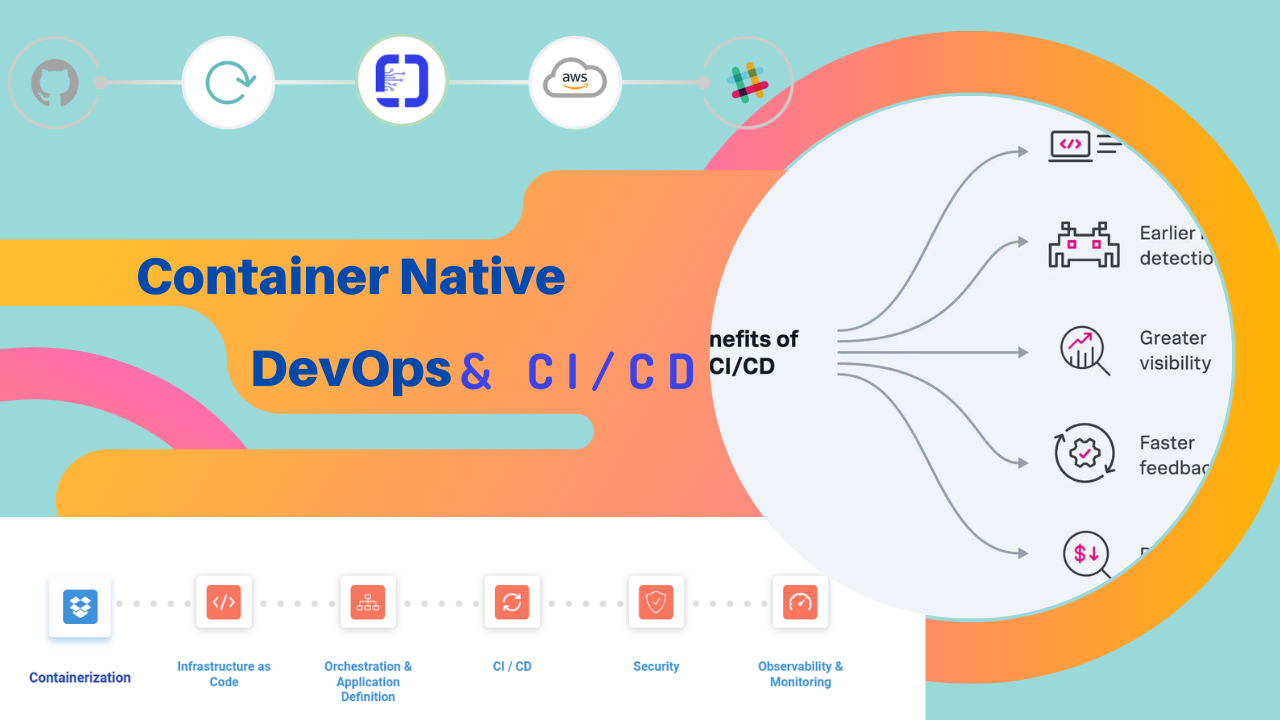 aws
Container Native
DevOps & CI/CD
nefits of
CI/CD
Earlier
detectio
Greater
visibility
Faster
feedbac
Containerization
Infrastructure as
Code
Orchestration &
Application
Definition
CI / CD
Security
Observability &
Monitoring